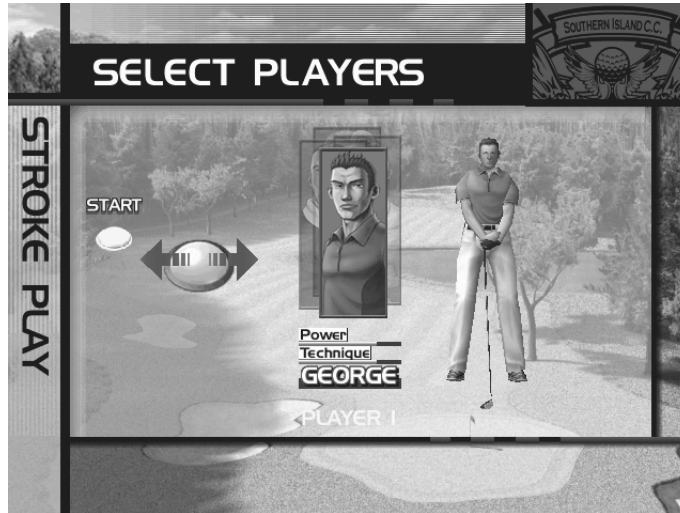 SOUTHERN ISLAND C.C.
SELECT PLAYERS
STROKE PLAY
START
Power
Technique
GEORGE
PLAYER 1